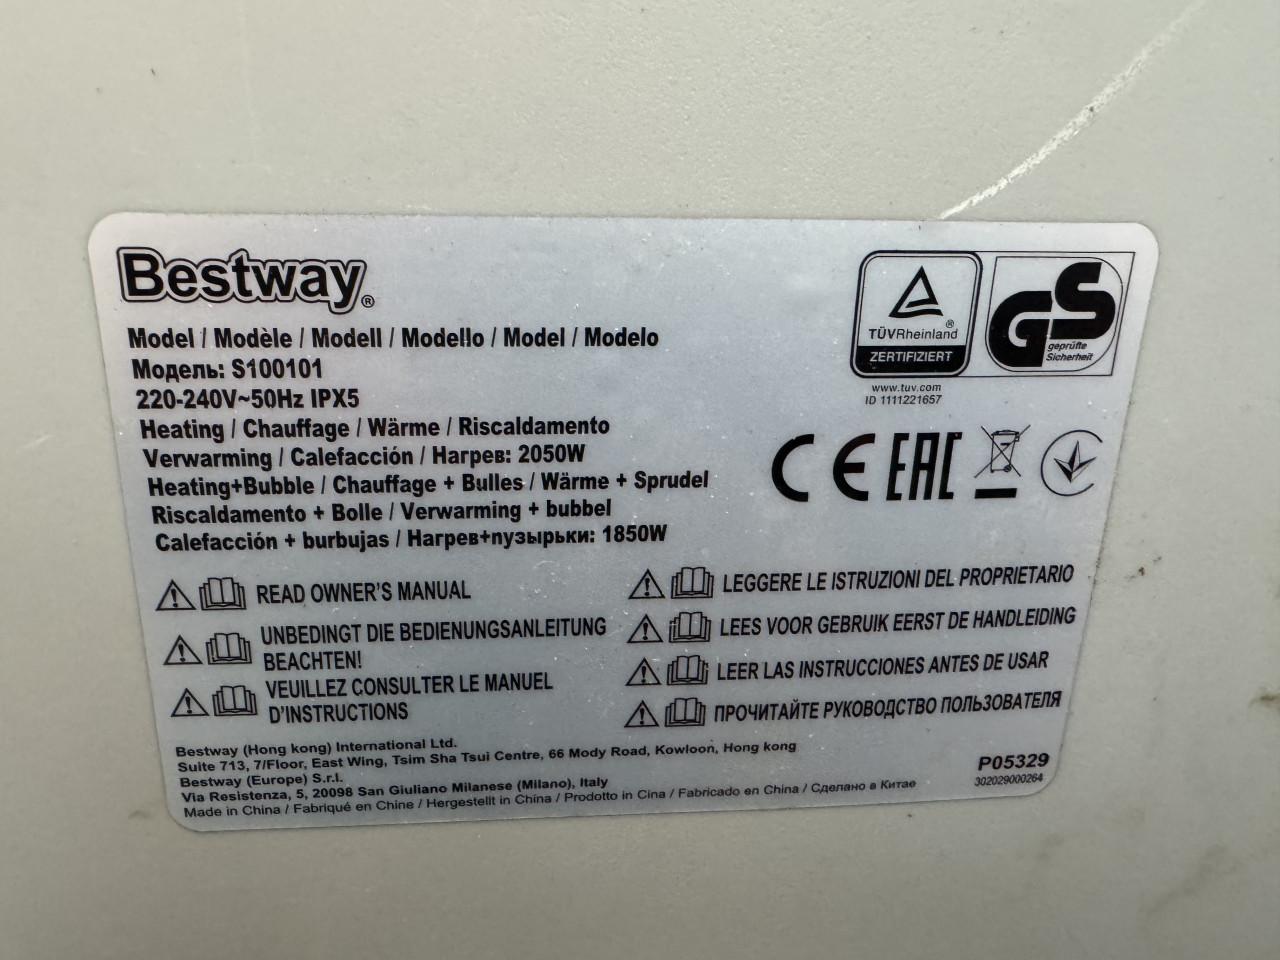 Bestway®
Model / Modèle / Modell / Modello / Model / Modelo
Модель: S100101
220-240V~50Hz IPX5
Heating / Chauffage / Wärme / Riscaldamento
Verwarming / Calefacción / Нагрев: 2050W
Heating+Bubble / Chauffage + Bulles / Wärme + Sprudel
Riscaldamento + Bolle / Verwarming + bubbel
Calefacción + burbujas / Нагрев+пузырьки: 1850W
TÜVRheinland®
ZERTIFIZIERT
GS
geprüfte
Sicherheit
www.tuv.com
ID 1111221657
CE EAC
READ OWNER'S MANUAL
UNBEDINGT DIE BEDIENUNGSANLEITUNG
BEACHTEN!
VEUILLEZ CONSULTER LE MANUEL
D'INSTRUCTIONS
LEGGERE LE ISTRUZIONI DEL PROPRIETARIO
LEES VOOR GEBRUIK EERST DE HANDLEIDING
LEER LAS INSTRUCCIONES ANTES DE USAR
ПРОЧИТАЙТЕ РУКОВОДСТВО ПОЛЬЗОВАТЕЛЯ
Bestway (Hong kong) International Ltd.
Suite 713, 7/Floor, East Wing, Tsim Sha Tsui Centre, 66 Mody Road, Kowloon, Hong kong
Bestway (Europe) S.r.l.
Via Resistenza, 5, 20098 San Giuliano Milanese (Milano), Italy
Made in China / Fabriqué en Chine / Hergestellt in China / Prodotto in Cina / Fabricado en China / Сделано в Китае
P05329
302029000264